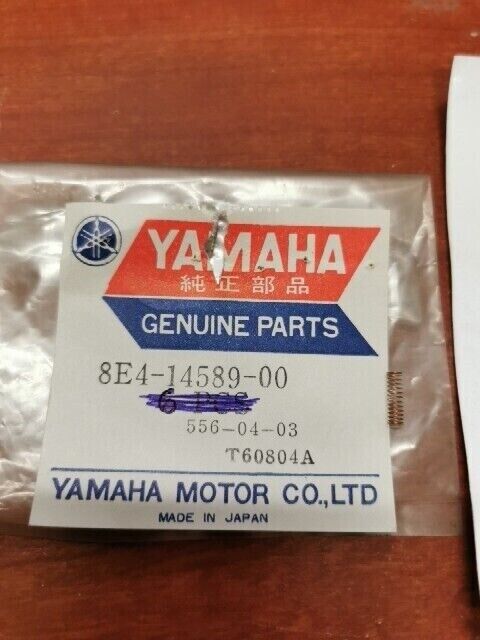 YAMAHA
純正部品
GENUINE PARTS
8E4-14589-00
6 PCS
556-04-03
T60804A
YAMAHA MOTOR CO.,LTD
MADE IN JAPAN